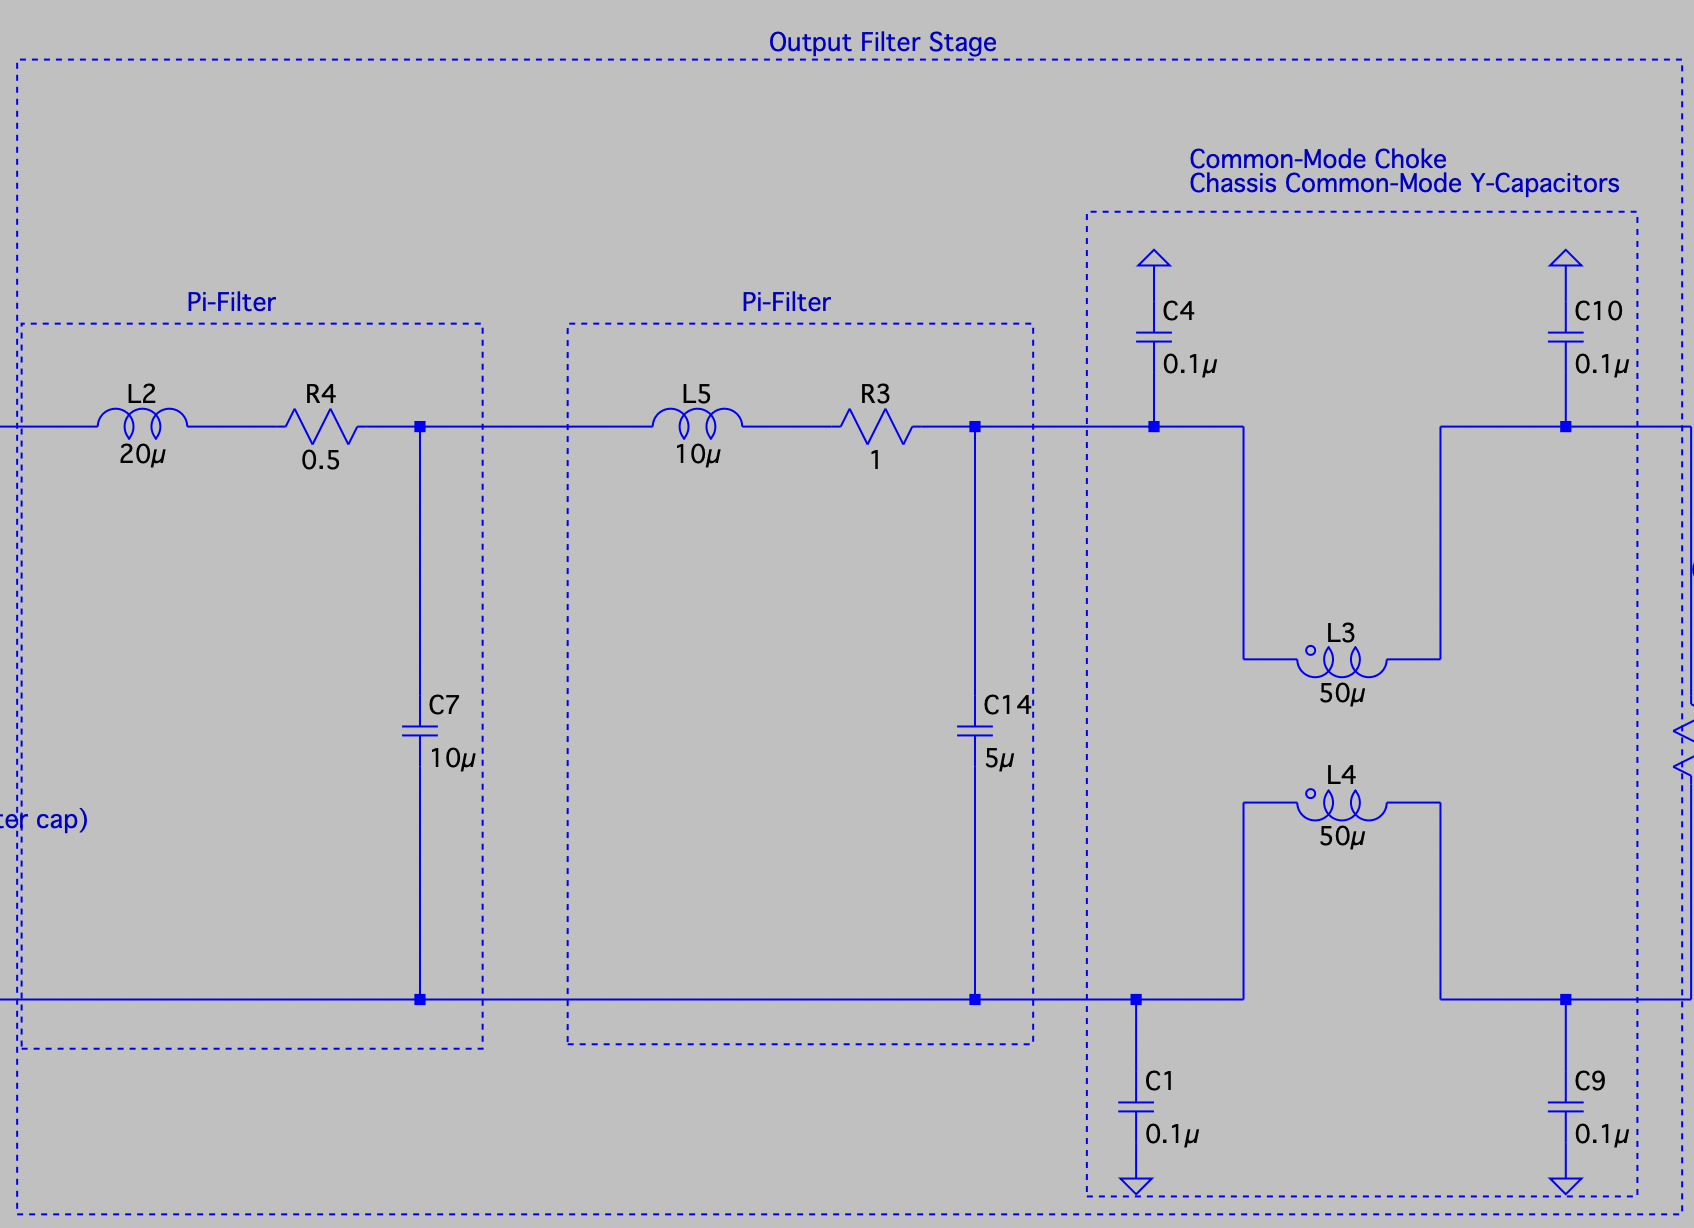 Output Filter Stage
Common-Mode Choke
Chassis Common-Mode Y-Capacitors
Pi-Filter
Pi-Filter
C4
0.1µ
C10
0.1µ
L2
20µ
R4
0.5
L5
10µ
R3
1
L3
50µ
C7
10µ
C14
5µ
L4
50µ
cap)
C1
0.1µ
C9
0.1µ